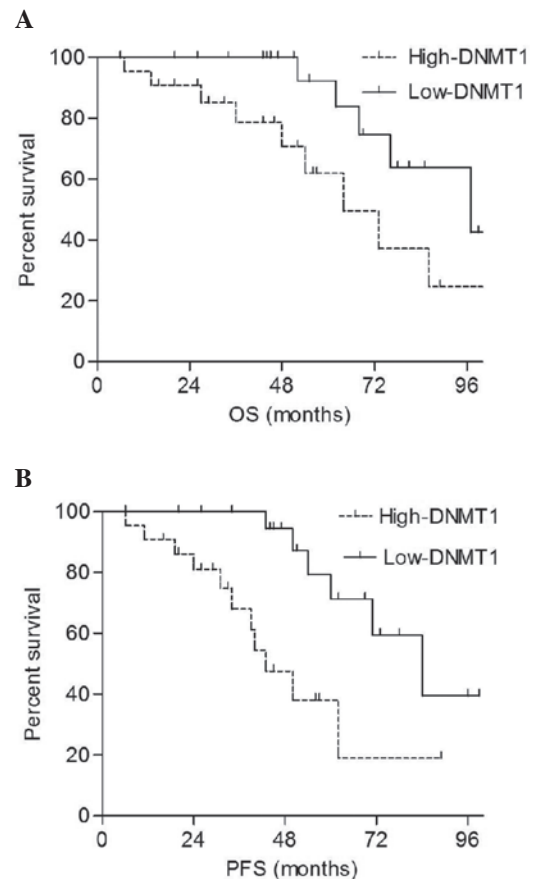 A
100
80
60
40
20
0
Percent survival
High-DNMT1
Low-DNMT1
0 24 48 72 96
OS (months)
B
100
80
60
40
20
0
Percent survival
High-DNMT1
Low-DNMT1
0 24 48 72 96
PFS (months)